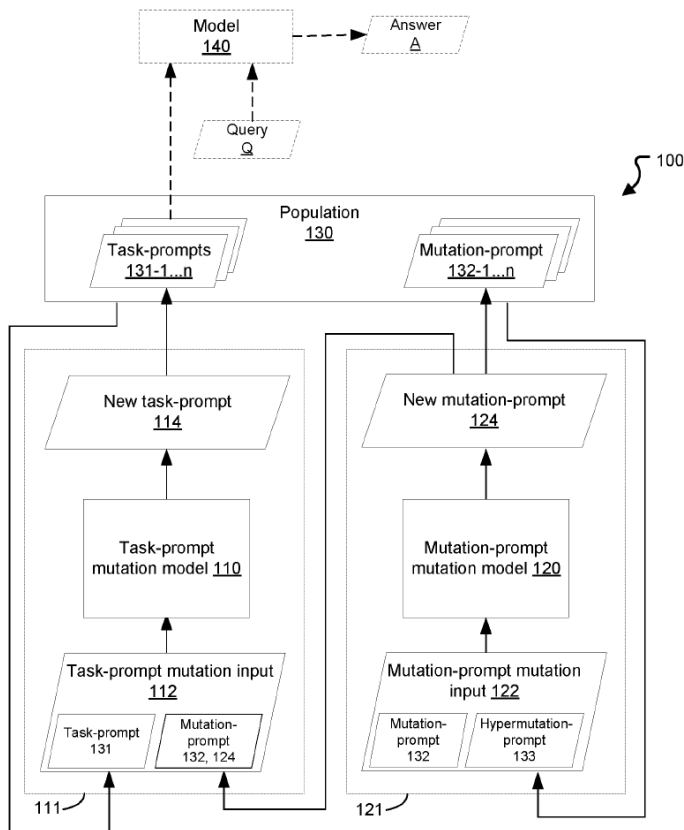 Model
140
Answer
A
Query
Q
100
Population
130
Task-prompts
131-1...n
Mutation-prompt
132-1...n
New task-prompt
114
New mutation-prompt
124
Task-prompt
mutation model 110
Mutation-prompt
mutation model 120
Task-prompt mutation input
112
Mutation-prompt mutation
input 122
Task-prompt
131
Mutation-
prompt
132, 124
Mutation-
prompt
132
Hypermutation-
prompt
133
111
121